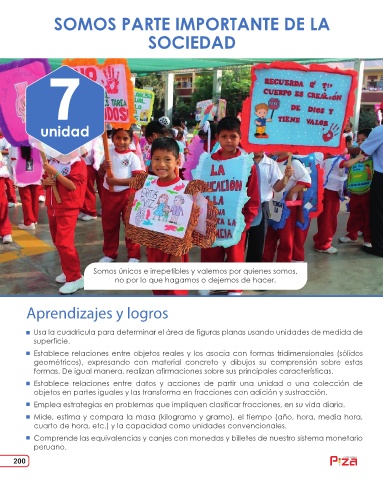 SOMOS PARTE IMPORTANTE DE LA
SOCIEDAD
7
unidad
RECUERDA
CUERPO ES CREACIÓN
DE DIOS Y
TIENE VALOR
TAREA
TODOS
LA
EDUCACIÓN
LA
Somos únicos e irrepetibles y valemos por quienes somos,
no por lo que hagamos o dejemos de hacer.
Aprendizajes y logros
Usa la cuadrícula para determinar el área de figuras planas usando unidades de medida de
superficie.
Establece relaciones entre objetos reales y los asocia con formas tridimensionales (sólidos
geométricos), expresando con material concreto y dibujos su comprensión sobre estas
formas. De igual manera, realizan afirmaciones sobre sus principales características.
Establece relaciones entre datos y acciones de partir una unidad o una colección de
objetos en partes iguales y las transforma en fracciones con adición y sustracción.
Emplea estrategias en problemas que impliquen clasificar fracciones, en su vida diaria.
Mide, estima y compara la masa (kilogramo y gramo), el tiempo (año, hora, media hora,
cuarto de hora, etc.) y la capacidad como unidades convencionales.
Comprende las equivalencias y canjes con monedas y billetes de nuestro sistema monetario
peruano.
200